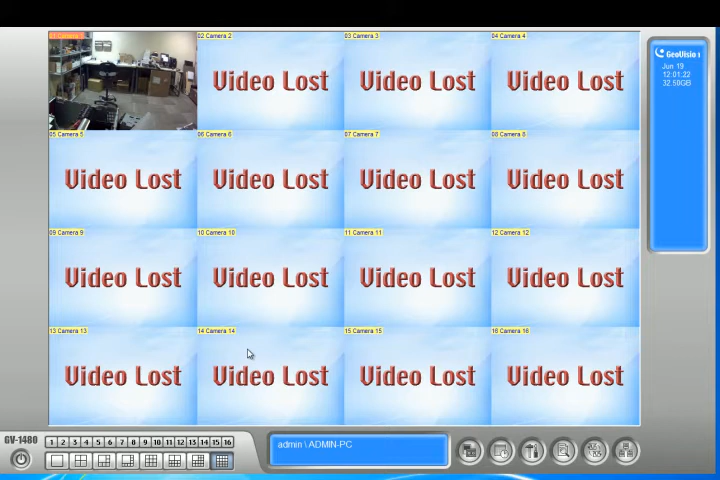 01 Camera 1
02 Camera 2
03 Camera 3
04 Camera 4
Video Lost
Video Lost
Video Lost
05 Camera 5
06 Camera 6
07 Camera 7
08 Camera 8
Video Lost
Video Lost
Video Lost
Video Lost
09 Camera 9
10 Camera 10
11 Camera 11
12 Camera 12
Video Lost
Video Lost
Video Lost
Video Lost
13 Camera 13
14 Camera 14
15 Camera 15
16 Camera 16
Video Lost
Video Lost
Video Lost
Video Lost
GeoVision
Jun 19
12:01:22
32.50GB
GV-1480
1 2 3 4 5 6 7 8 9 10 11 12 13 14 15 16
admin \ ADMIN-PC